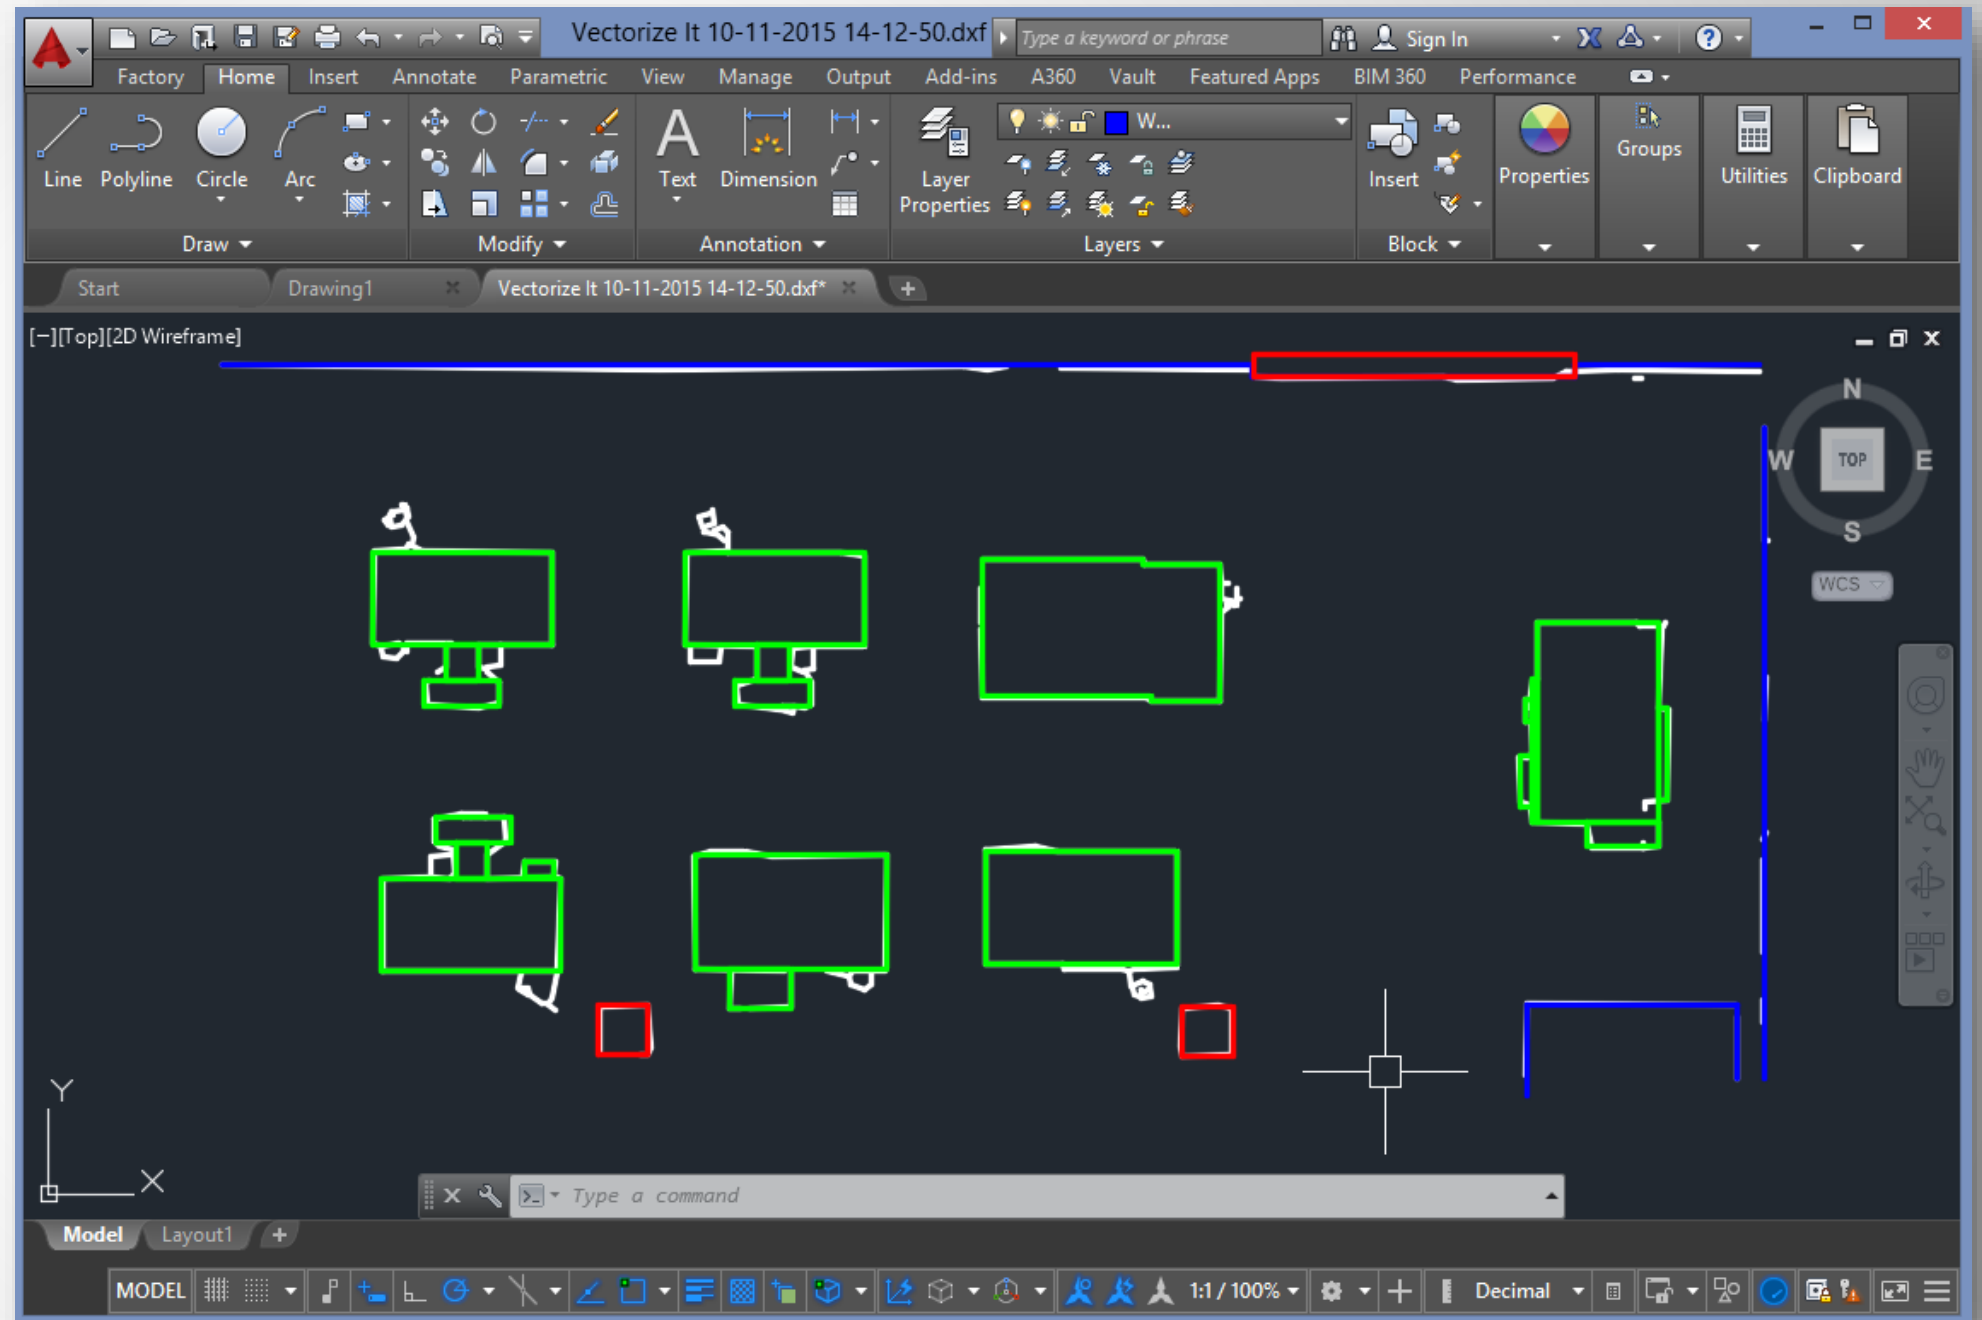 Vectorize It 10-11-2015 14-12-50.dxf
Type a keyword or phrase
Sign In
Factory Home Insert Annotate Parametric View Manage Output Add-ins A360 Vault Featured Apps BIM 360 Performance
W...
Line Polyline Circle Arc
Text Dimension
Layer Properties
Insert
Properties
Groups
Utilities
Clipboard
Draw Modify Annotation Layers Block
Start Drawing1 Vectorize It 10-11-2015 14-12-50.dxf*
[−][Top][2D Wireframe]
N
W TOP E
S
WCS
Y
X
Type a command
Model Layout1
MODEL 1:1 / 100% Decimal